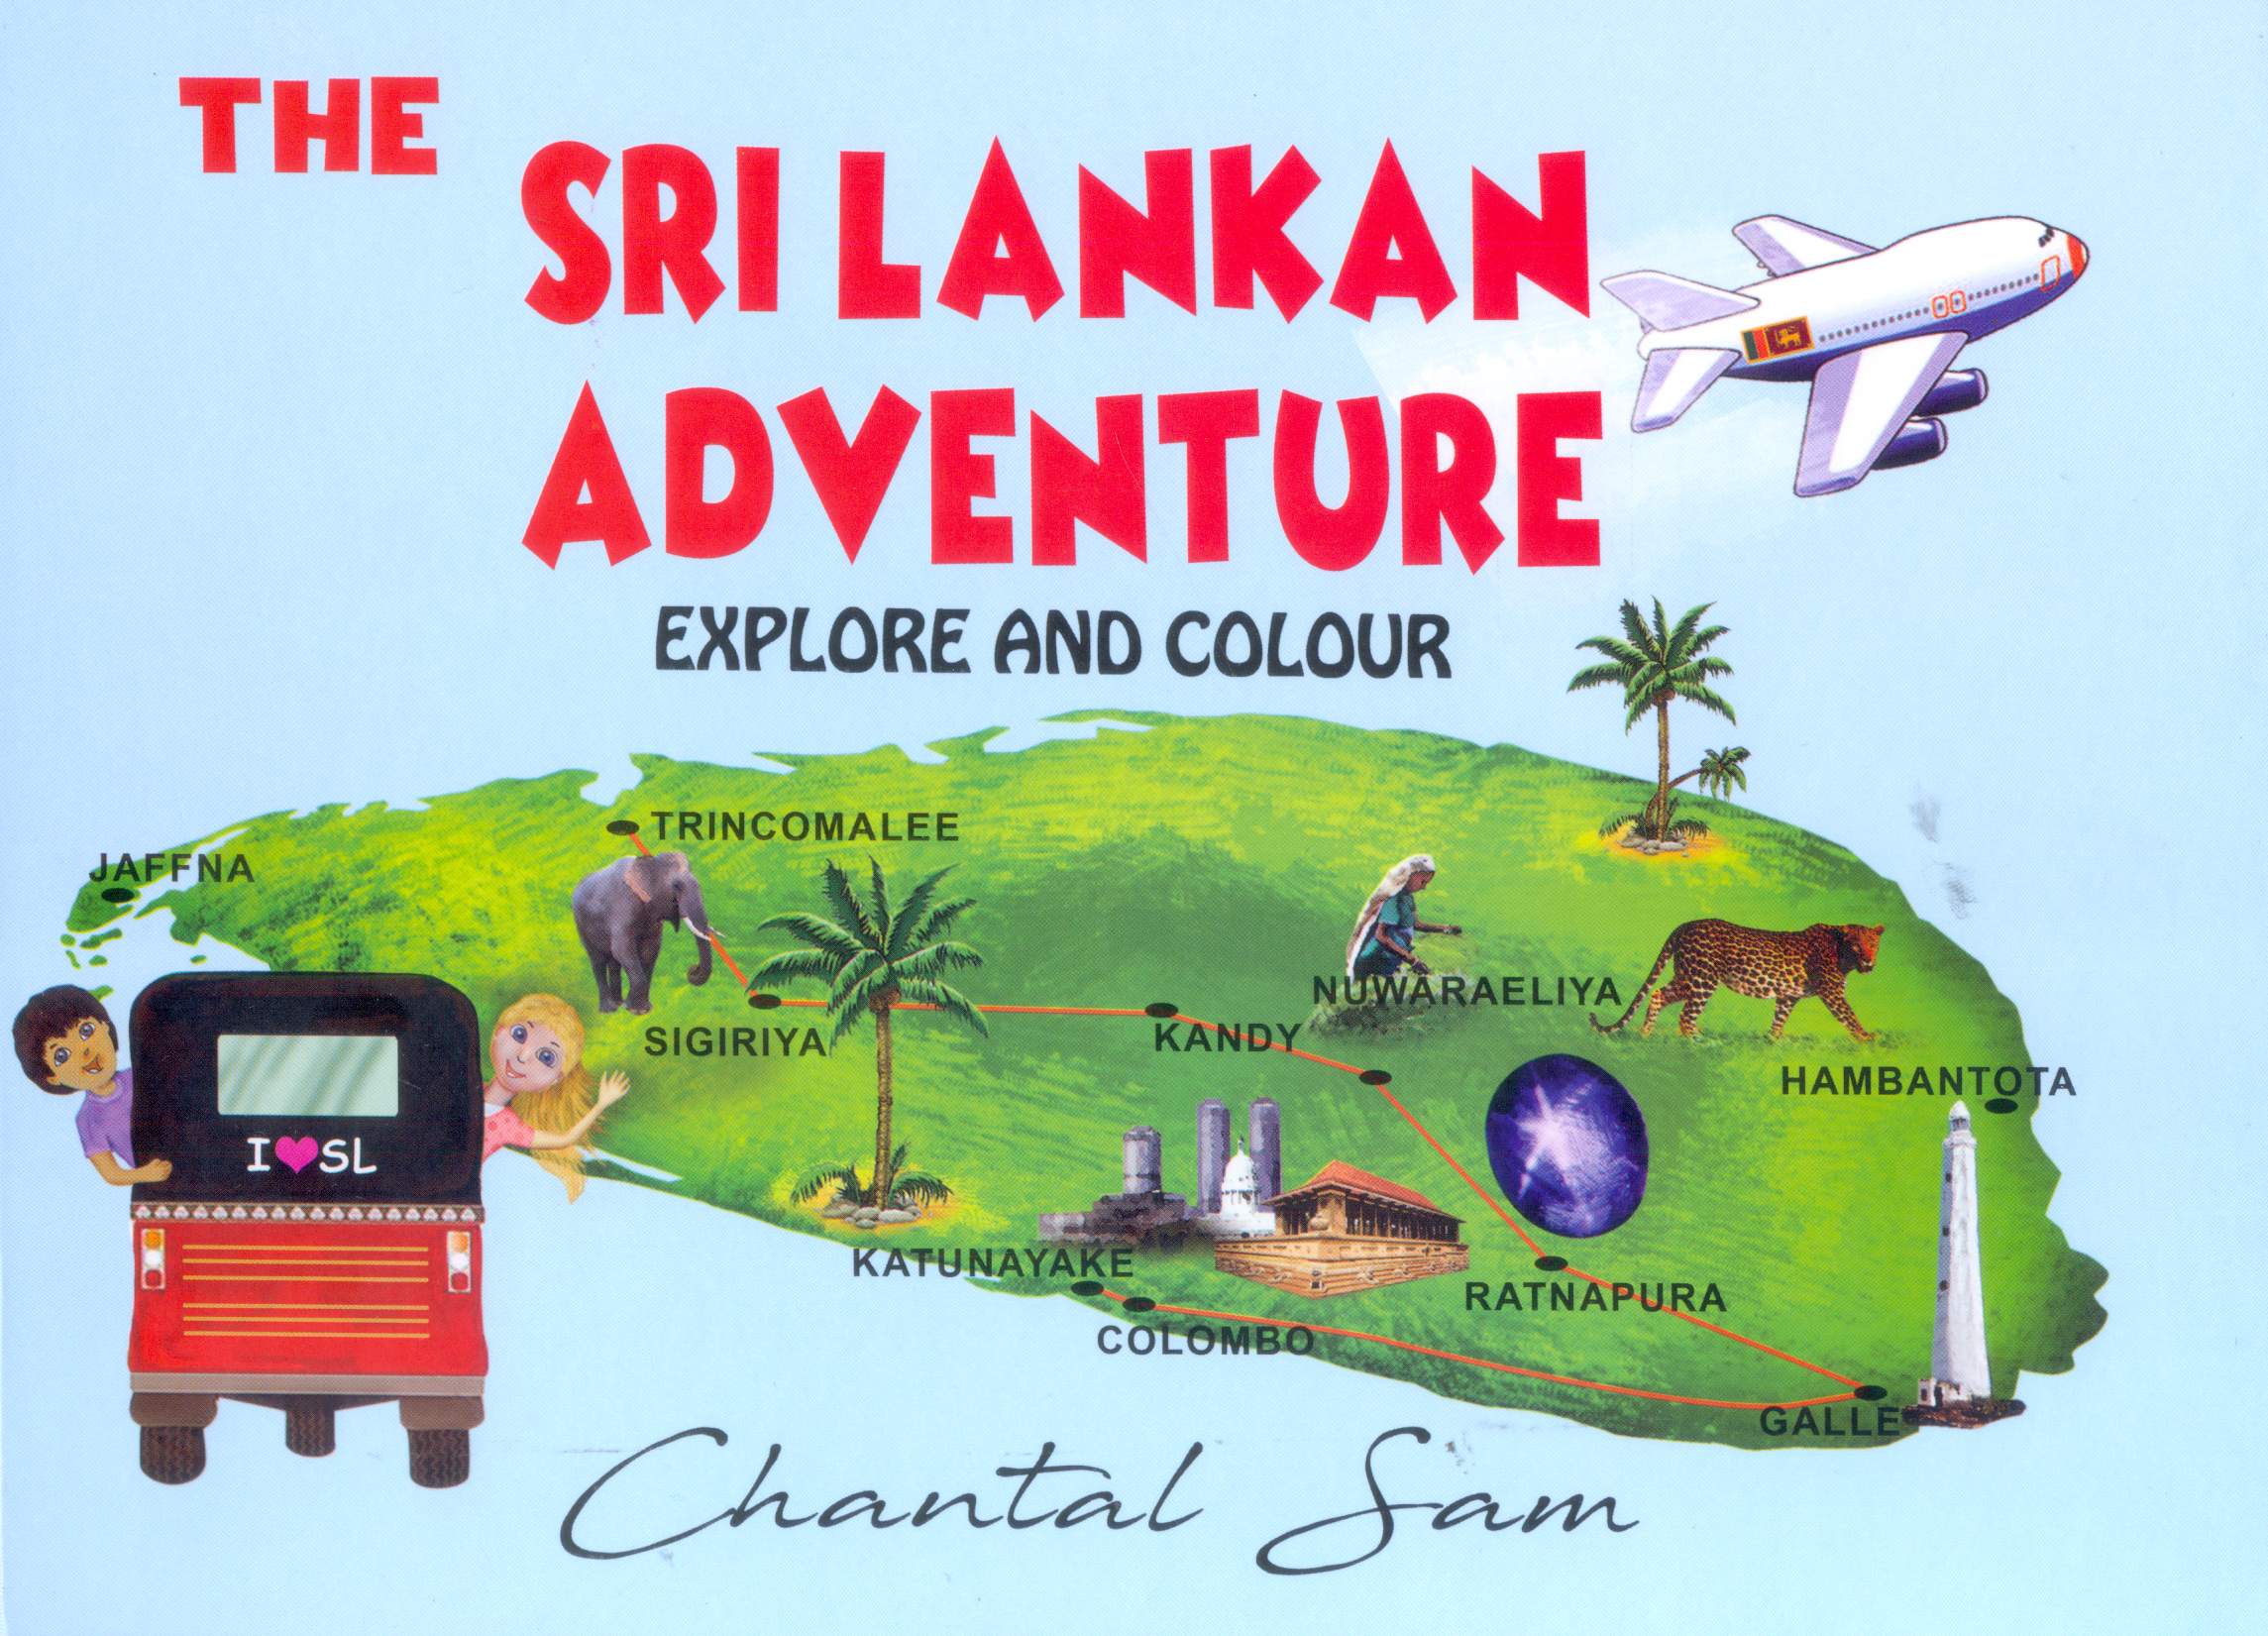 THE
SRI LANKAN
ADVENTURE
EXPLORE AND COLOUR
TRINCOMALEE
JAFFNA
NUWARAELIYA
SIGIRIYA
KANDY
HAMBANTOTA
I ♥ SL
KATUNAYAKE
RATNAPURA
COLOMBO
GALLE
Chantal Sam